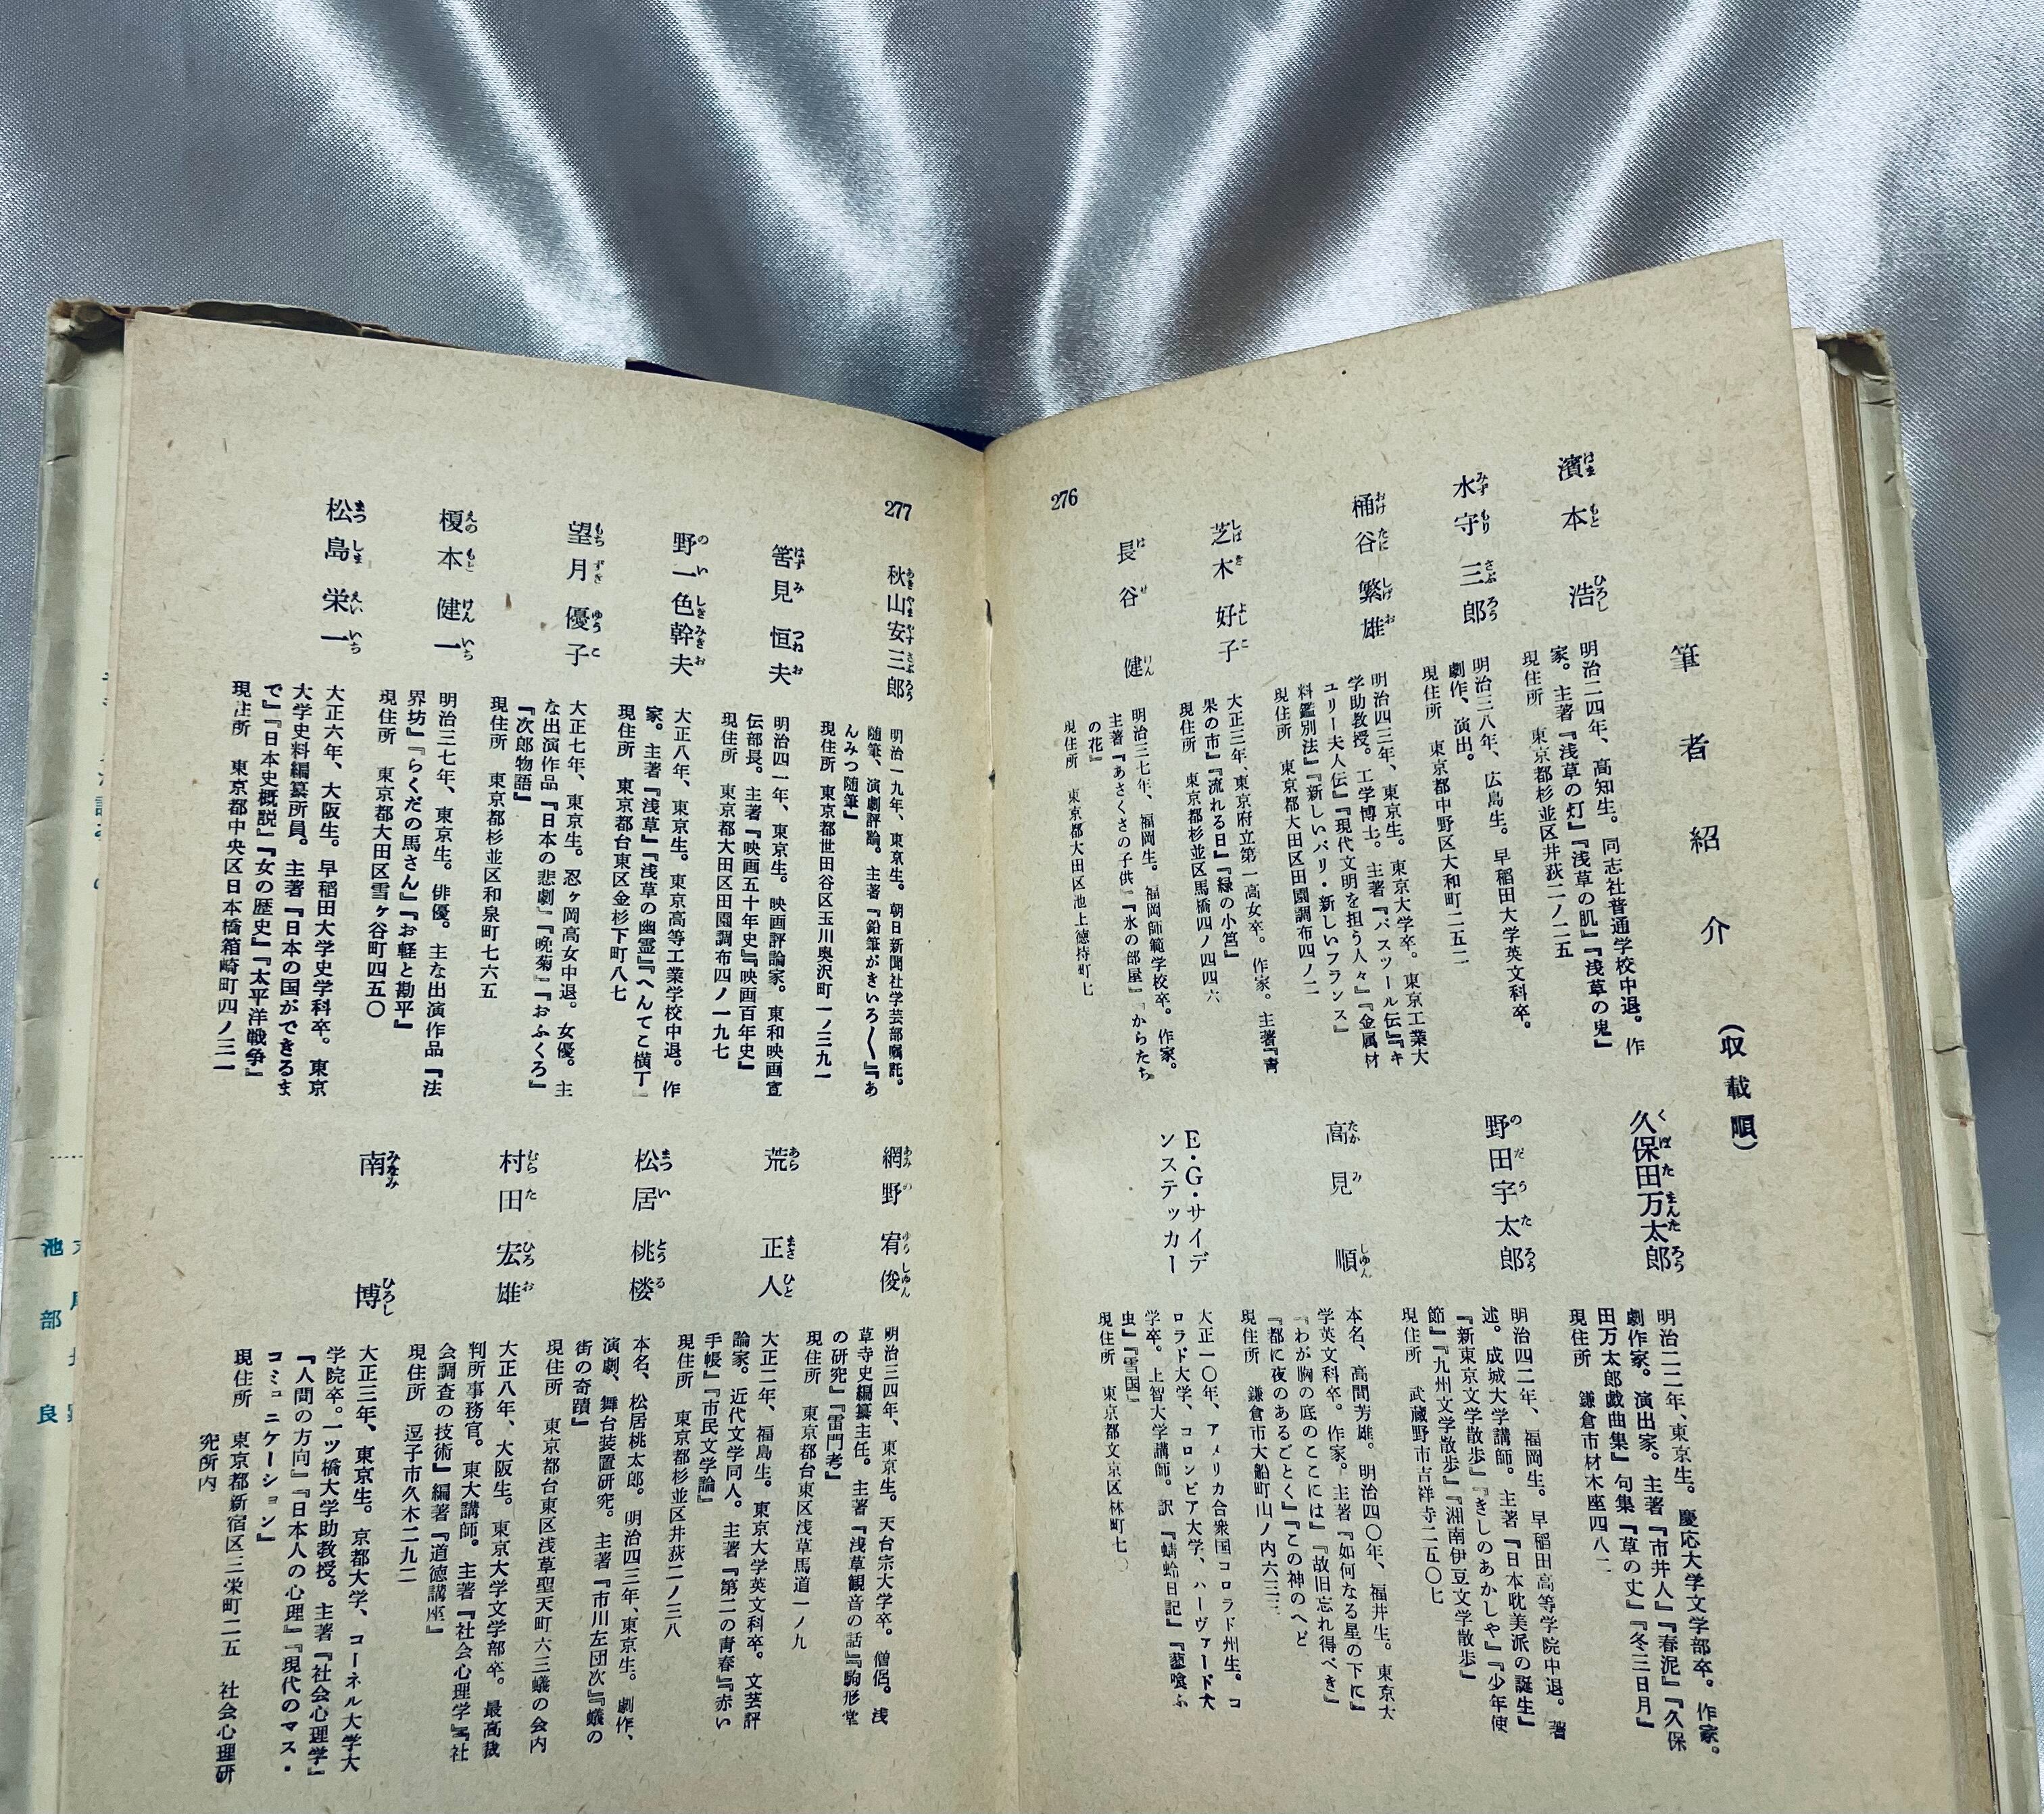 筆者紹介
(収載順)
濱本浩
明治二四年、高知生。同志社普通学校中退。作
家。主著『浅草の灯』『浅草の肌』『浅草の鬼』
現住所 東京都杉並区井荻二ノ二五
水守三郎
明治三八年、広島生。早稲田大学英文科卒。
劇作、演出。
現住所 東京都中野区大和町二五二
桶谷繁雄
明治四三年、東京生。東京大学卒。東京工業大
学助教授。工学博士。主著『パスツール伝』『キ
ユリー夫人伝』『現代文明を担う人々』『金属材
料鑑別法』『新しいパリ・新しいフランス』
現住所 東京都大田区田園調布四ノ二
芝木好子
大正三年、東京府立第一高女卒。作家。主著『青
果の市』『流れる日』『緑の小筥』
現住所 東京都杉並区馬橋四ノ四四六
長谷健
明治三七年、福岡生。福岡師範学校卒。作家。
主著『あさくさの子供』『氷の部屋』『からたち
の花』
現住所 東京都大田区池上徳持町七
久保田万太郎
明治二二年、東京生。慶応大学文学部卒。作家。
劇作家。演出家。主著『市井人』『春泥』『久保
田万太郎戯曲集』句集『草の丈』『冬三日月』
現住所 鎌倉市材木座四八二
野田宇太郎
明治四二年、福岡生。早稲田高等学院中退。著
述。成城大学講師。主著『日本耽美派の誕生』
『新東京文学散歩』『きしのあかしや』『少年使
節』『九州文学散歩』『湘南伊豆文学散歩』
現住所 武蔵野市吉祥寺二五〇七
高見順
本名、高間芳雄。明治四〇年、福井生。東京大
学英文科卒。作家。主著『如何なる星の下に』
『わが胸の底のここには』『故旧忘れ得べき』
『都に夜のあるごとく』『この神のへど
現住所 鎌倉市大船町山ノ内六三三
E・G・サイデ
ンステッカー
大正一〇年、アメリカ合衆国コロラド州生。コ
ロラド大学、コロンビア大学、ハーヴァード大
学卒。上智大学講師。訳『蜻蛉日記』『蓼喰ふ
虫』『雪国』
現住所 東京都文京区林町七〇
276
277
秋山安三郎
明治一九年、東京生。朝日新聞社学芸部嘱託。
随筆、演劇評論。主著『鉛筆がきいろ〱』『あ
んみつ随筆』
現住所 東京都世田谷区玉川奥沢町一ノ三九一
筈見恒夫
明治四一年、東京生。映画評論家。東和映画宣
伝部長。主著『映画五十年史』『映画百年史』
現住所 東京都大田区田園調布四ノ一九七
野一色幹夫
大正八年、東京生。東京高等工業学校中退。作
家。主著『浅草』『浅草の幽霊』『へんてこ横丁』
現住所 東京都台東区金杉下町八七
望月優子
大正七年、東京生。忍ヶ岡高女中退。女優。主
な出演作品『日本の悲劇』『晩菊』『おふくろ』
『次郎物語』
現住所 東京都杉並区和泉町七六五
榎本健一
明治三七年、東京生。俳優。主な出演作品『法
界坊』『らくだの馬さん』『お軽と勘平』
現住所 東京都大田区雪ヶ谷町四五〇
松島栄一
大正六年、大阪生。早稲田大学史学科卒。東京
大学史料編纂所員。主著『日本の国ができるま
で』『日本史概説』『女の歴史』『太平洋戦争』
現住所 東京都中央区日本橋箱崎町四ノ三一
網野宥俊
明治三四年、東京生。天台宗大学卒。僧侶。浅
草寺史編纂主任。主著『浅草観音の話』『駒形堂
の研究』『雷門考』
現住所 東京都台東区浅草馬道一ノ九
荒正人
大正二年、福島生。東京大学英文科卒。文芸評
論家。近代文学同人。主著『第二の青春』『赤い
手帳』『市民文学論』
現住所 東京都杉並区井荻二ノ三八
松居桃楼
本名、松居桃太郎。明治四三年、東京生。劇作、
演劇、舞台装置研究。主著『市川左団次』『蟻の
街の奇蹟』
現住所 東京都台東区浅草聖天町六三蟻の会内
村田宏雄
大正八年、大阪生。東京大学文学部卒。最高裁
判所事務官。東大講師。主著『社会心理学』『社
会調査の技術』編著『道徳講座』
現住所 逗子市久木二九二
南博
大正三年、東京生。京都大学、コーネル大学大
学院卒。一ツ橋大学助教授。主著『社会心理学』
『人間の方向』『日本人の心理』『現代のマス・
コミュニケーション』
現住所 東京都新宿区三栄町二五 社会心理研
究所内
池部良